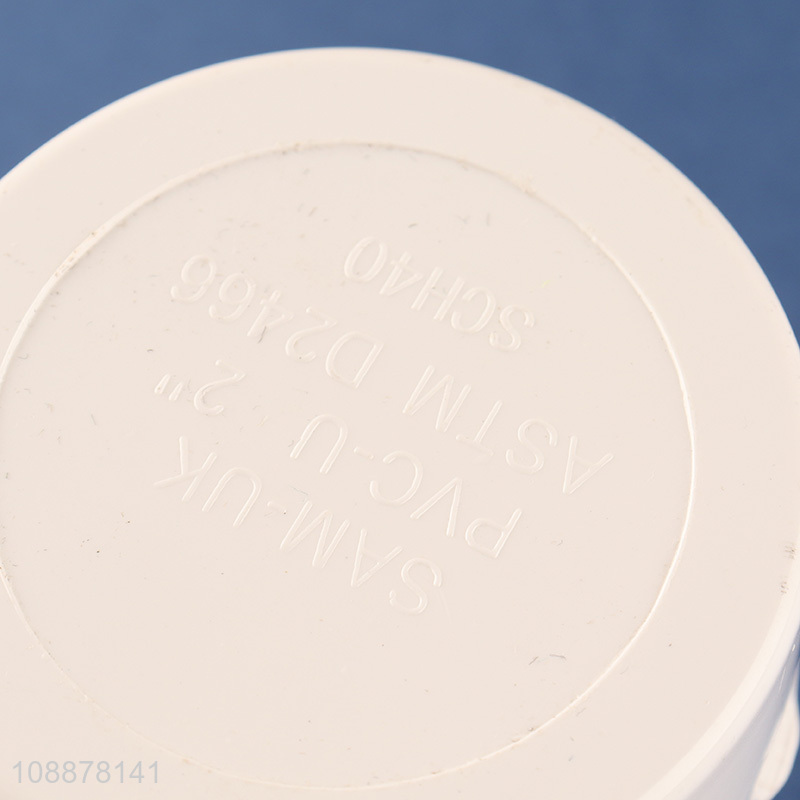 SAM-UK
PVC-U 2"
ASTM D2466
SCH40
108878141